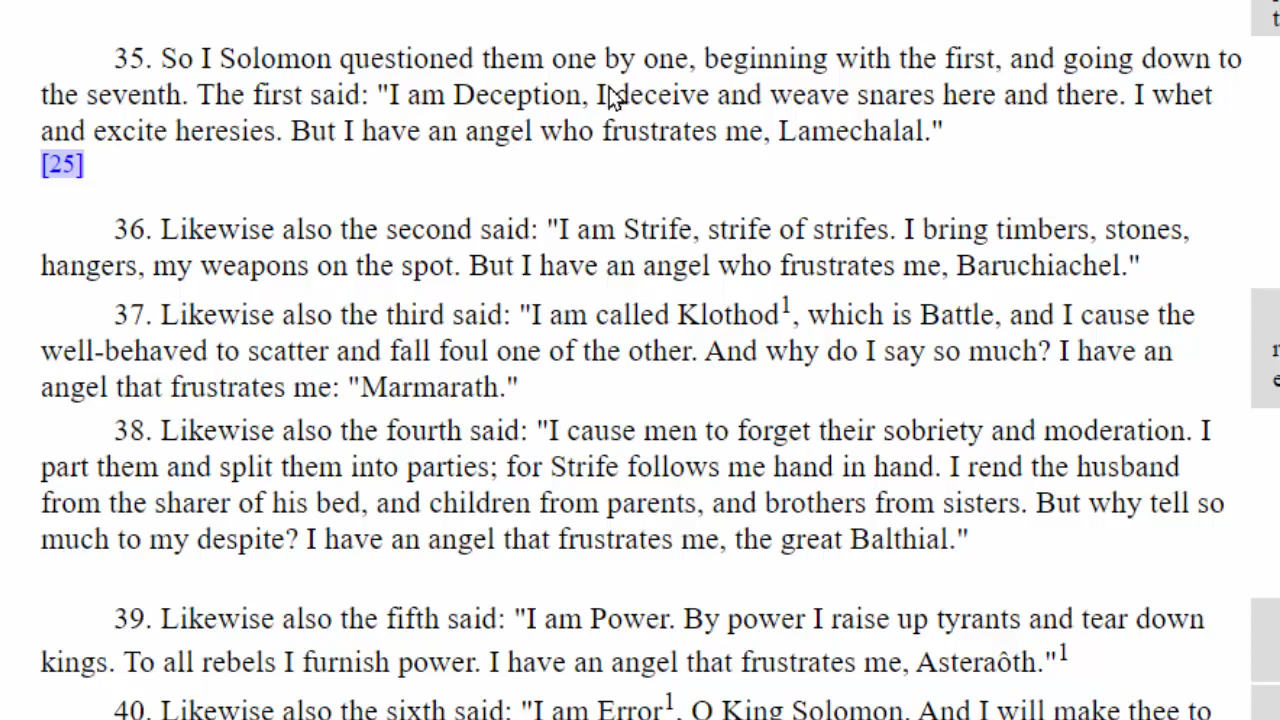 35. So I Solomon questioned them one by one, beginning with the first, and going down to
the seventh. The first said: "I am Deception, I deceive and weave snares here and there. I whet
and excite heresies. But I have an angel who frustrates me, Lamechalal."
[25]
36. Likewise also the second said: "I am Strife, strife of strifes. I bring timbers, stones,
hangers, my weapons on the spot. But I have an angel who frustrates me, Baruchiachel."
37. Likewise also the third said: "I am called Klothod¹, which is Battle, and I cause the
well-behaved to scatter and fall foul one of the other. And why do I say so much? I have an
angel that frustrates me: "Marmarath."
38. Likewise also the fourth said: "I cause men to forget their sobriety and moderation. I
part them and split them into parties; for Strife follows me hand in hand. I rend the husband
from the sharer of his bed, and children from parents, and brothers from sisters. But why tell so
much to my despite? I have an angel that frustrates me, the great Balthial."
39. Likewise also the fifth said: "I am Power. By power I raise up tyrants and tear down
kings. To all rebels I furnish power. I have an angel that frustrates me, Asteraôth."¹
40. Likewise also the sixth said: "I am Error¹, O King Solomon. And I will make thee to